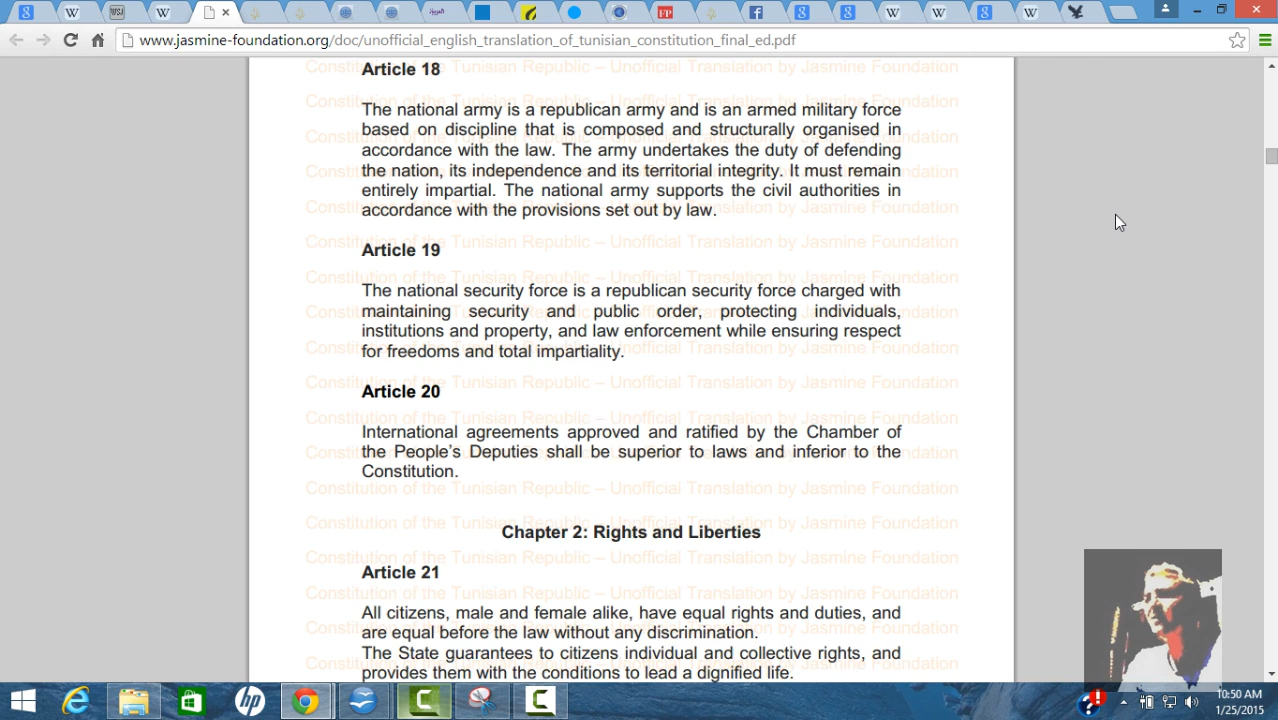 www.jasmine-foundation.org/doc/unofficial_english_translation_of_tunisian_constitution_final_ed.pdf
Constitution of the Tunisian Republic – Unofficial Translation by Jasmine Foundation
Article 18
The national army is a republican army and is an armed military force
based on discipline that is composed and structurally organised in
accordance with the law. The army undertakes the duty of defending
the nation, its independence and its territorial integrity. It must remain
entirely impartial. The national army supports the civil authorities in
accordance with the provisions set out by law.
Article 19
The national security force is a republican security force charged with
maintaining security and public order, protecting individuals,
institutions and property, and law enforcement while ensuring respect
for freedoms and total impartiality.
Article 20
International agreements approved and ratified by the Chamber of
the People's Deputies shall be superior to laws and inferior to the
Constitution.
Chapter 2: Rights and Liberties
Article 21
All citizens, male and female alike, have equal rights and duties, and
are equal before the law without any discrimination.
The State guarantees to citizens individual and collective rights, and
provides them with the conditions to lead a dignified life.
10:50 AM
1/25/2015